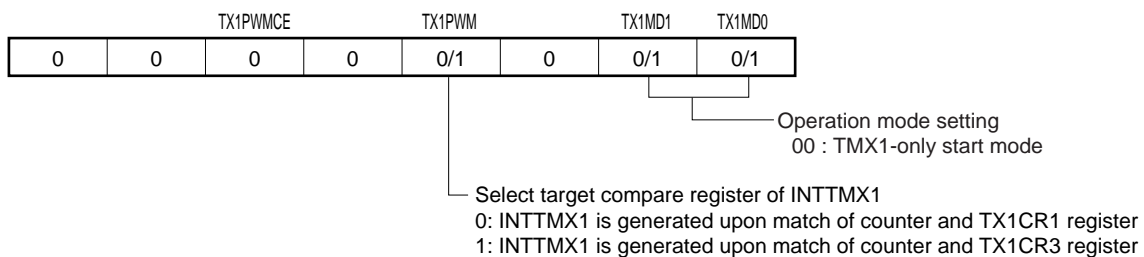 TX1PWMCE TX1PWM TX1MD1 TX1MD0
0 0 0 0 0/1 0 0/1 0/1
Operation mode setting
00 : TMX1-only start mode
Select target compare register of INTTMX1
0: INTTMX1 is generated upon match of counter and TX1CR1 register
1: INTTMX1 is generated upon match of counter and TX1CR3 register